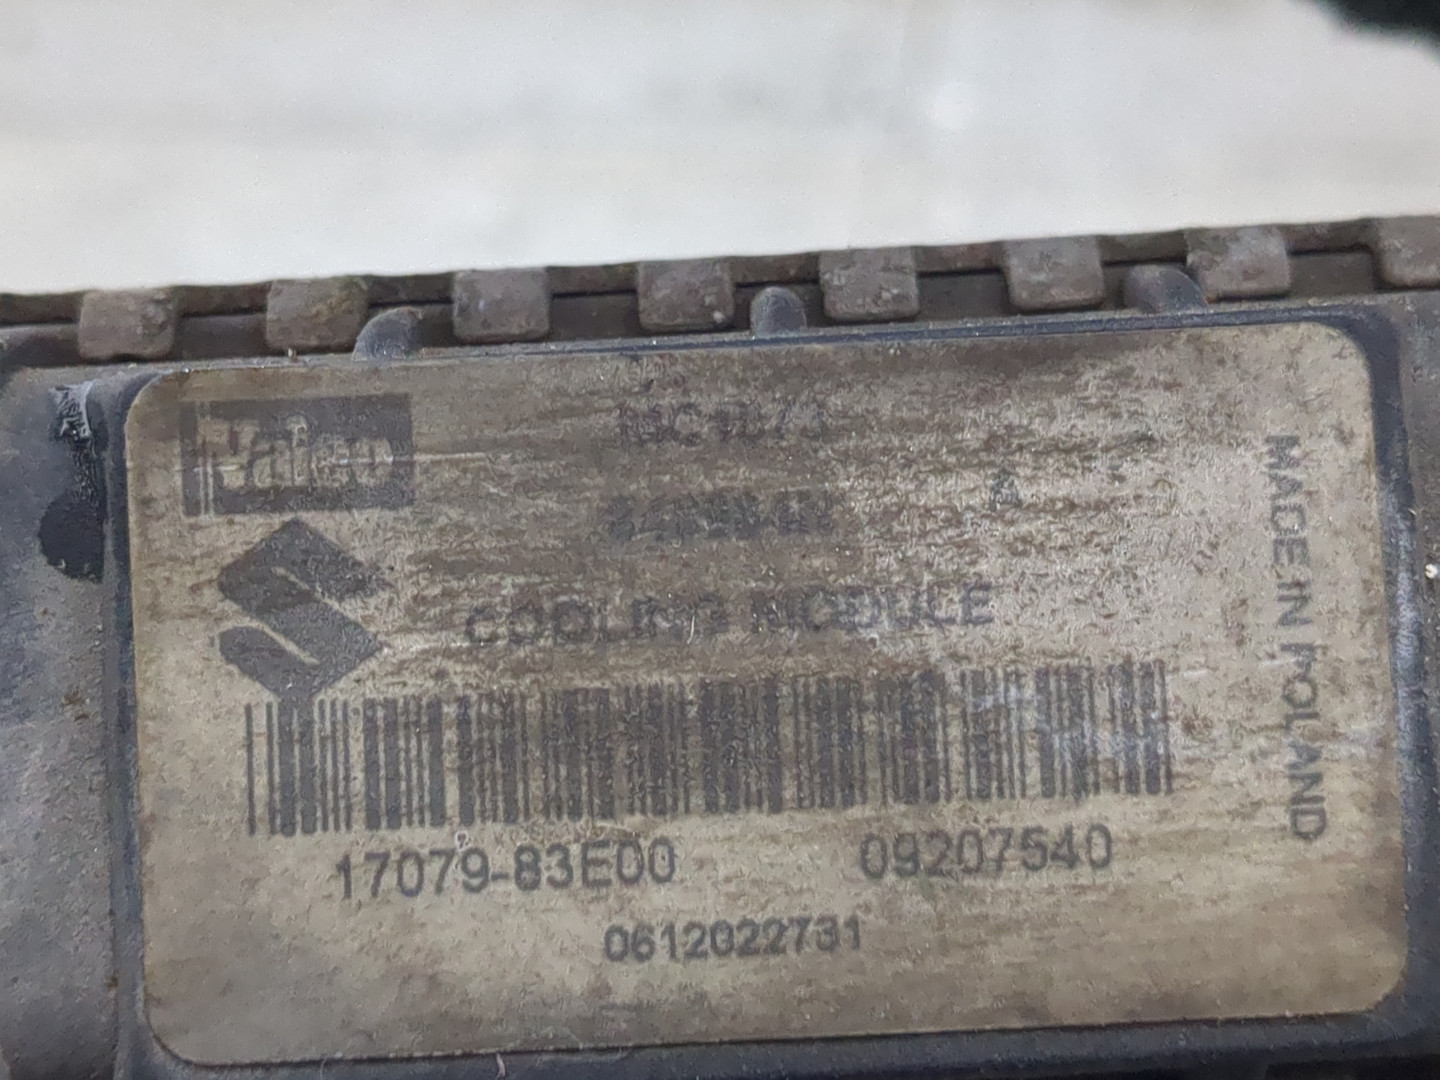 Valeo
COOLING MODULE
17079-83E00 09207540
0612022731
MADE IN POLAND